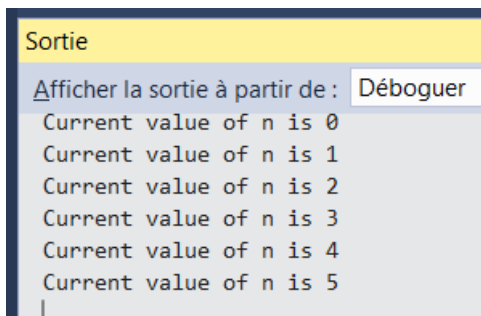 Sortie
Afficher la sortie à partir de : Déboguer
Current value of n is 0
Current value of n is 1
Current value of n is 2
Current value of n is 3
Current value of n is 4
Current value of n is 5